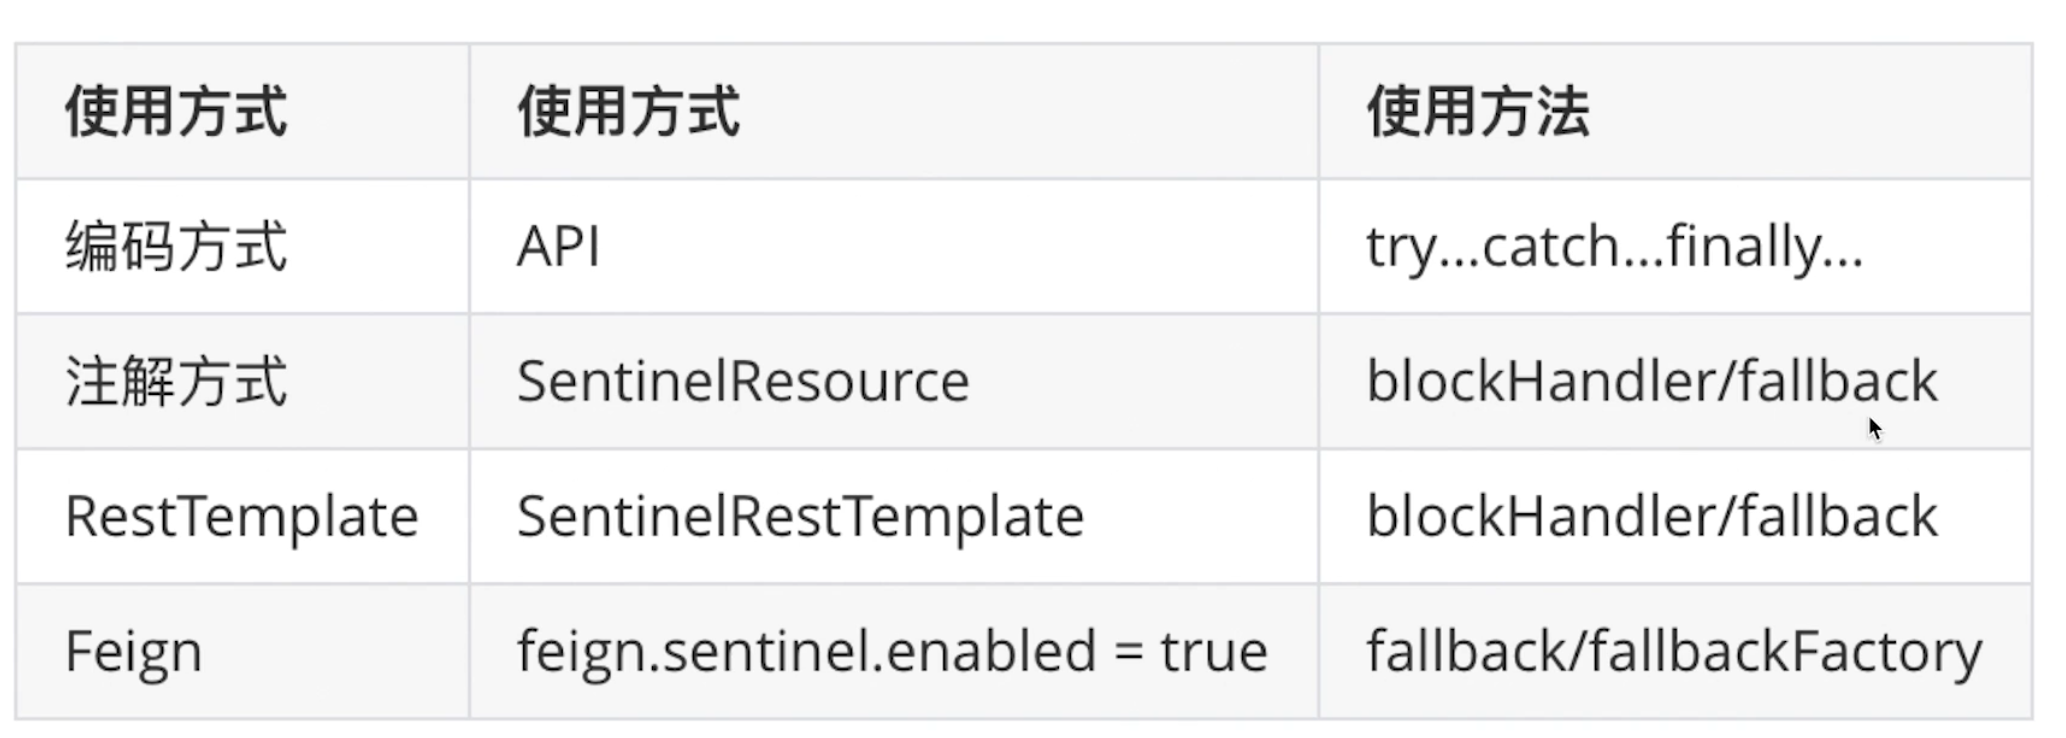 使用方式 使用方式 使用方法
编码方式 API try...catch...finally...
注解方式 SentinelResource blockHandler/fallback
RestTemplate SentinelRestTemplate blockHandler/fallback
Feign feign.sentinel.enabled = true fallback/fallbackFactory